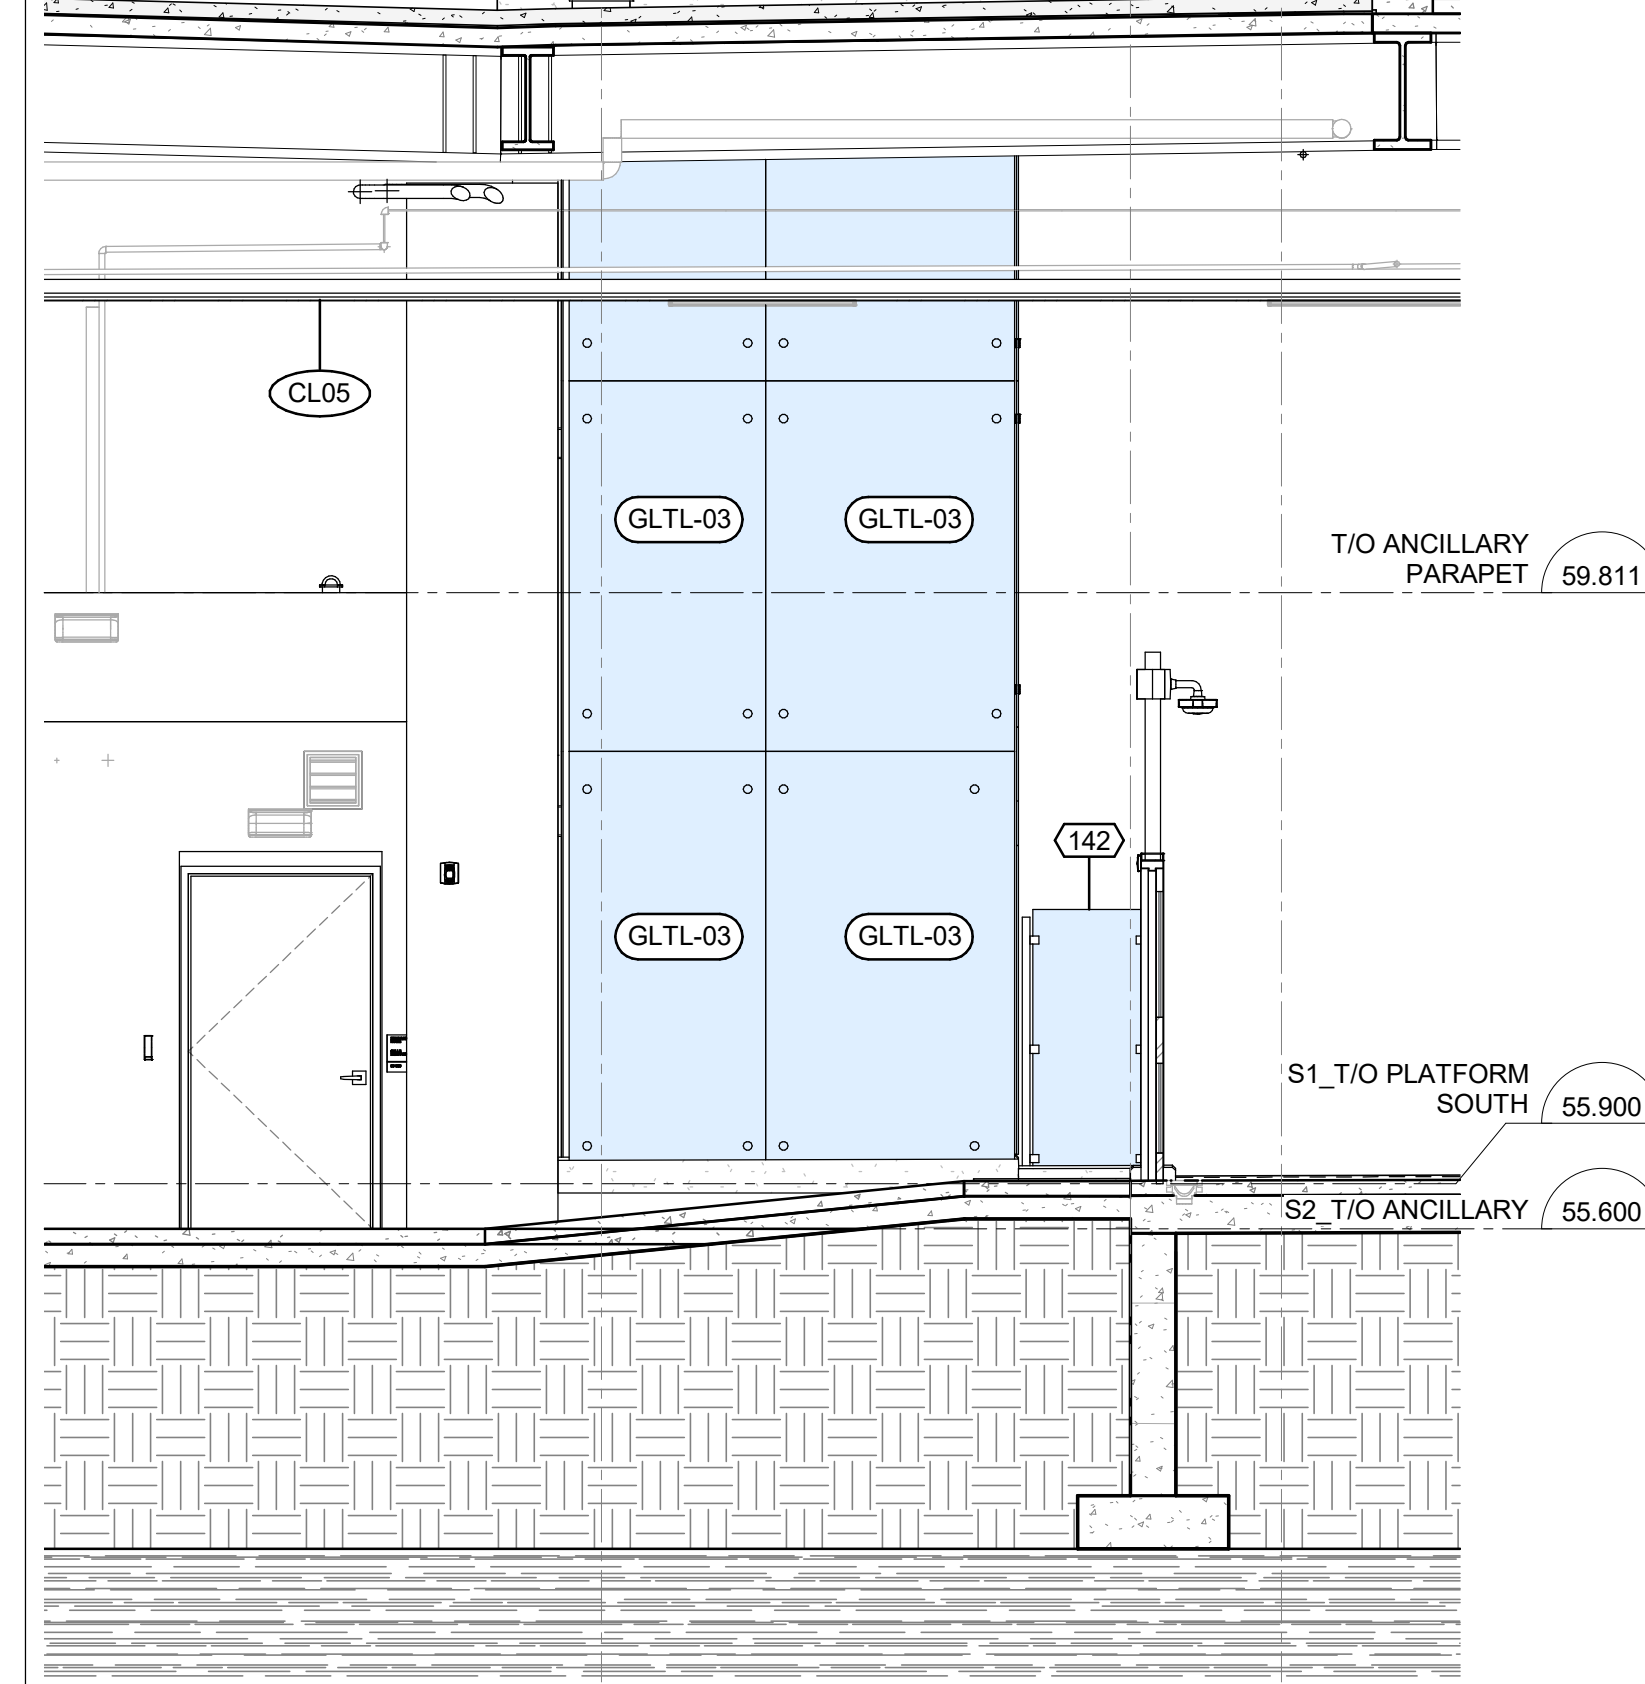 CL05
GLTL-03
GLTL-03
T/O ANCILLARY
PARAPET
59.811
142
GLTL-03
GLTL-03
S1_T/O PLATFORM
SOUTH
55.900
S2_T/O ANCILLARY
55.600